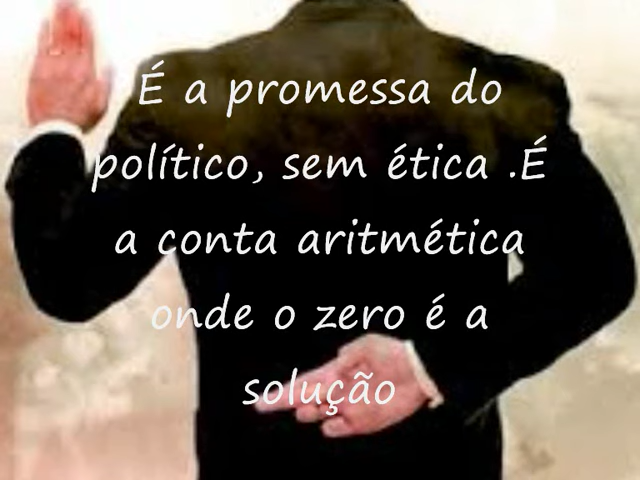 É a promessa do
político, sem ética .É
a conta aritmética
onde o zero é a
solução